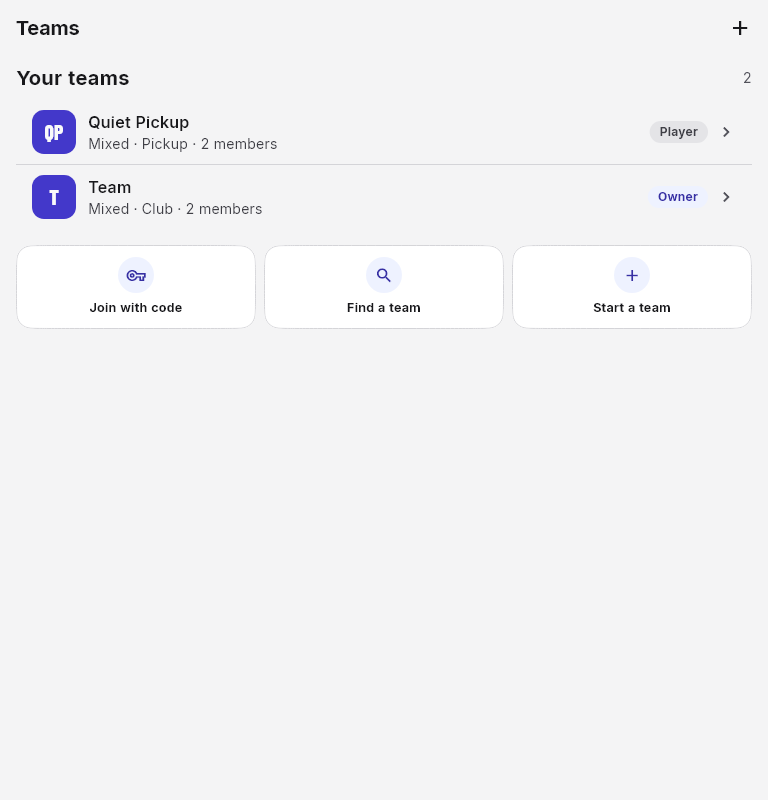 Teams
Your teams 2
QP Quiet Pickup
Mixed · Pickup · 2 members
Player
T Team
Mixed · Club · 2 members
Owner
Join with code
Find a team
Start a team